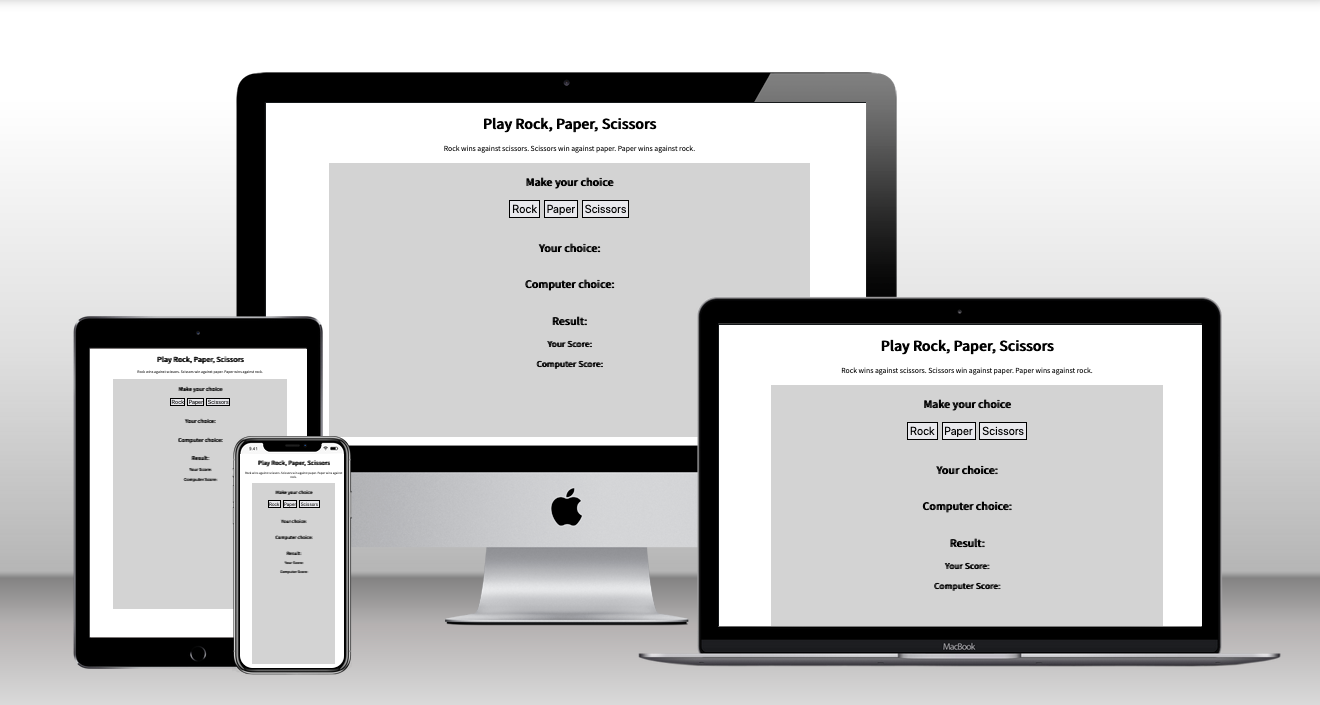 Play Rock, Paper, Scissors
Rock wins against scissors. Scissors win against paper. Paper wins against rock.
Make your choice
Rock Paper Scissors
Your choice:
Computer choice:
Result:
Your Score:
Computer Score:
Play Rock, Paper, Scissors
Rock wins against scissors. Scissors win against paper. Paper wins against rock.
Make your choice
Rock Paper Scissors
Your choice:
Computer choice:
Result:
Your Score:
Computer Score:
MacBook
Play Rock, Paper, Scissors
Rock wins against scissors. Scissors win against paper. Paper wins against rock.
Make your choice
Rock Paper Scissors
Your choice:
Computer choice:
Result:
Your Score:
Computer Score:
9:41
Play Rock, Paper, Scissors
Rock wins against scissors. Scissors win against paper. Paper wins against
rock.
Make your choice
Rock Paper Scissors
Your choice:
Computer choice:
Result:
Your Score:
Computer Score: